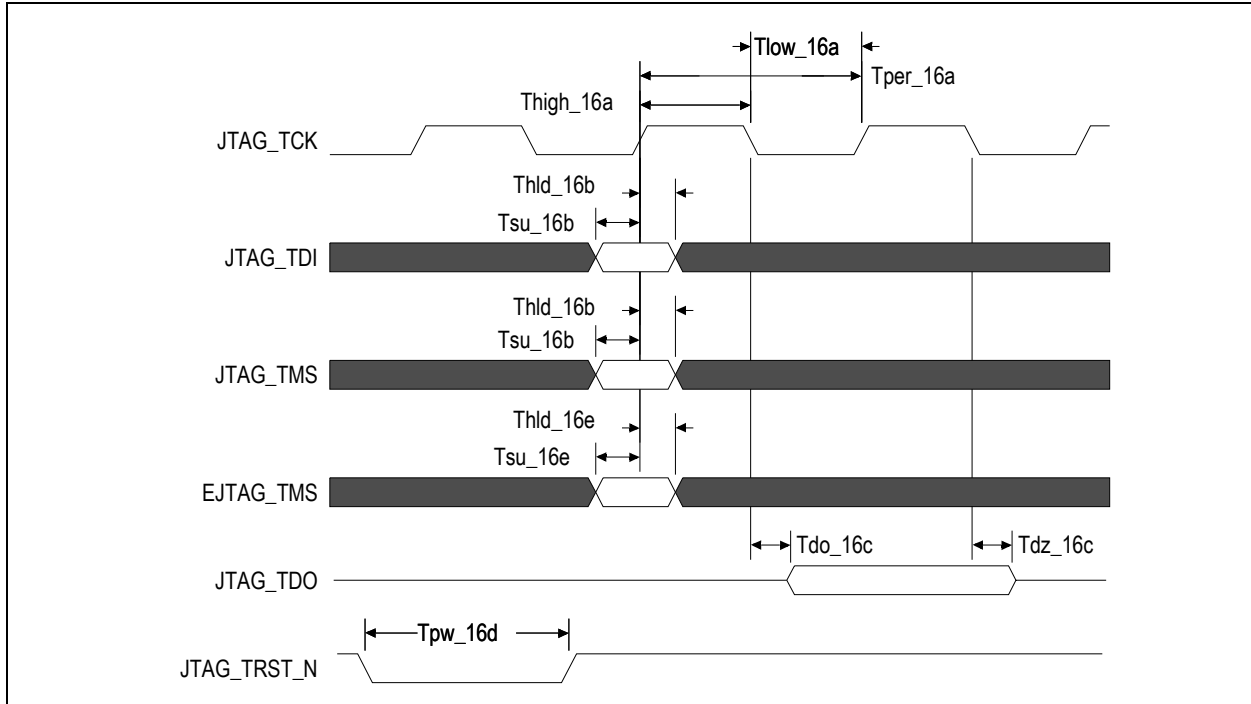 Tlow_16a
Tper_16a
Thigh_16a
JTAG_TCK
Thld_16b
Tsu_16b
JTAG_TDI
Thld_16b
Tsu_16b
JTAG_TMS
Thld_16e
Tsu_16e
EJTAG_TMS
Tdo_16c
Tdz_16c
JTAG_TDO
Tpw_16d
JTAG_TRST_N